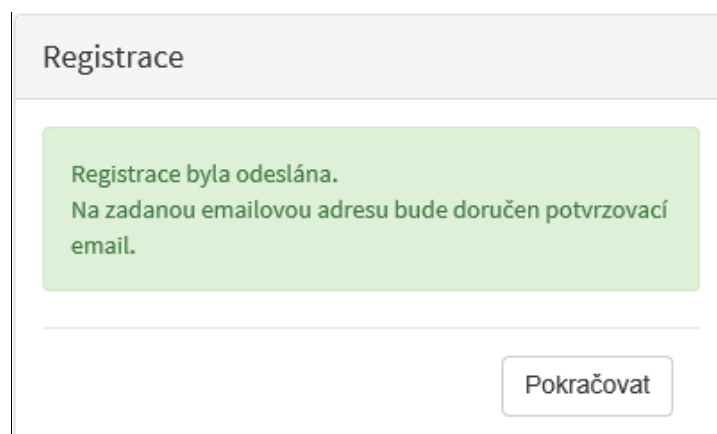 Registrace
Registrace byla odeslána.
Na zadanou emailovou adresu bude doručen potvrzovací
email.
Pokračovat